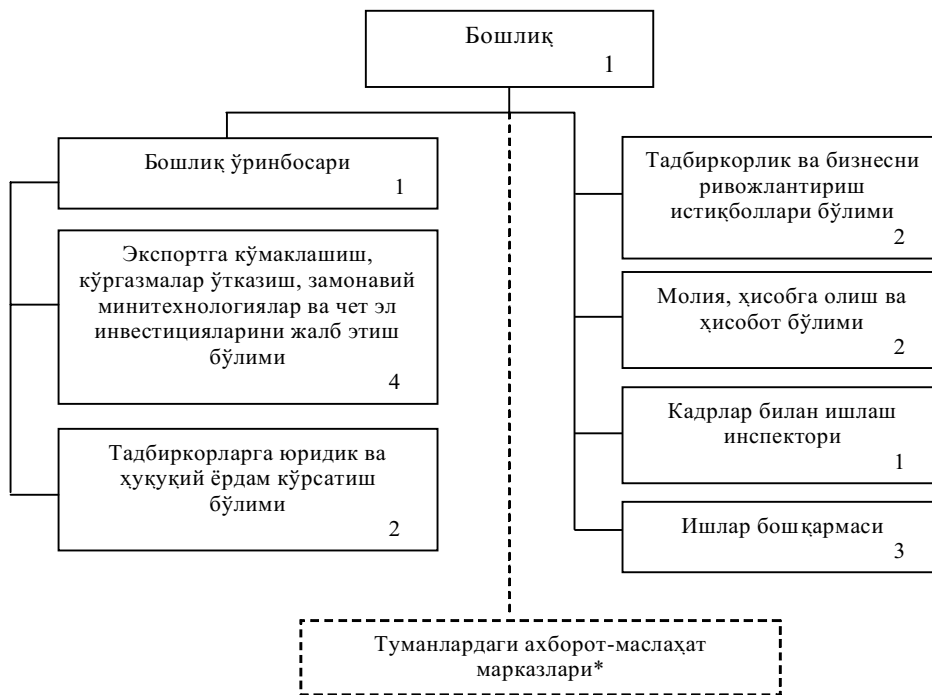 Бошлиқ
1
Бошлиқ ўринбосари
1
Экспортга кўмаклашиш,
кўргазмалар ўтказиш, замонавий
минитехнологиялар ва чет эл
инвестицияларини жалб этиш
бўлими
4
Тадбиркорларга юридик ва
ҳуқуқий ёрдам кўрсатиш
бўлими
2
Тадбиркорлик ва бизнесни
ривожлантириш
истиқболлари бўлими
2
Молия, ҳисобга олиш ва
ҳисобот бўлими
2
Кадрлар билан ишлаш
инспектори
1
Ишлар бошқармаси
3
Туманлардаги ахборот-маслаҳат
марказлари*